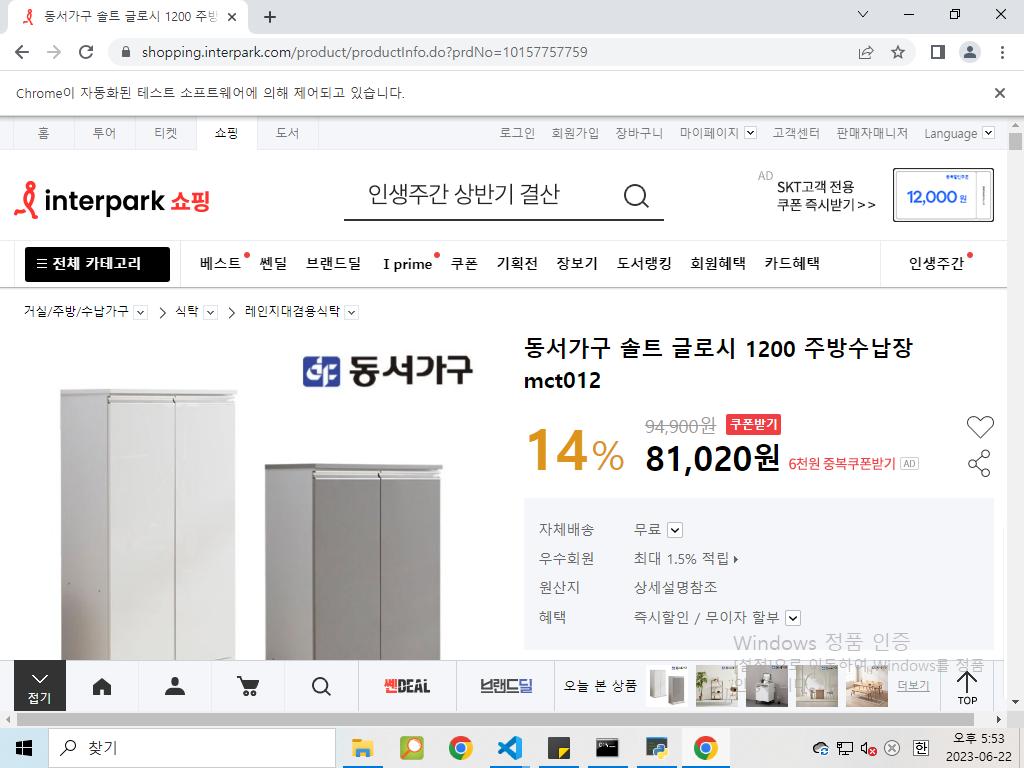 동서가구 솔트 글로시 1200 주방
shopping.interpark.com/product/productInfo.do?prdNo=10157757759
Chrome이 자동화된 테스트 소프트웨어에 의해 제어되고 있습니다.
홈 투어 티켓 쇼핑 도서 로그인 회원가입 장바구니 마이페이지 고객센터 판매자매니저 Language
interpark 쇼핑
인생주간 상반기 결산
AD SKT고객 전용
쿠폰 즉시받기>>
12,000원
전체 카테고리 베스트 쎈딜 브랜드딜 I prime 쿠폰 기획전 장보기 도서랭킹 회원혜택 카드혜택 인생주간
거실/주방/수납가구 > 식탁 > 레인지대겸용식탁
동서가구
동서가구 솔트 글로시 1200 주방수납장
mct012
14%
94,900원 쿠폰받기
81,020원 6천원 중복쿠폰받기 AD
자체배송 무료
우수회원 최대 1.5% 적립
원산지 상세설명참조
혜택 즉시할인 / 무이자 할부
Windows 정품 인증
[설정]으로 이동하여 Windows를 정품
접기
쎈DEAL
브랜드딜
오늘 본 상품
더보기
TOP
찾기
한
오후 5:53
2023-06-22